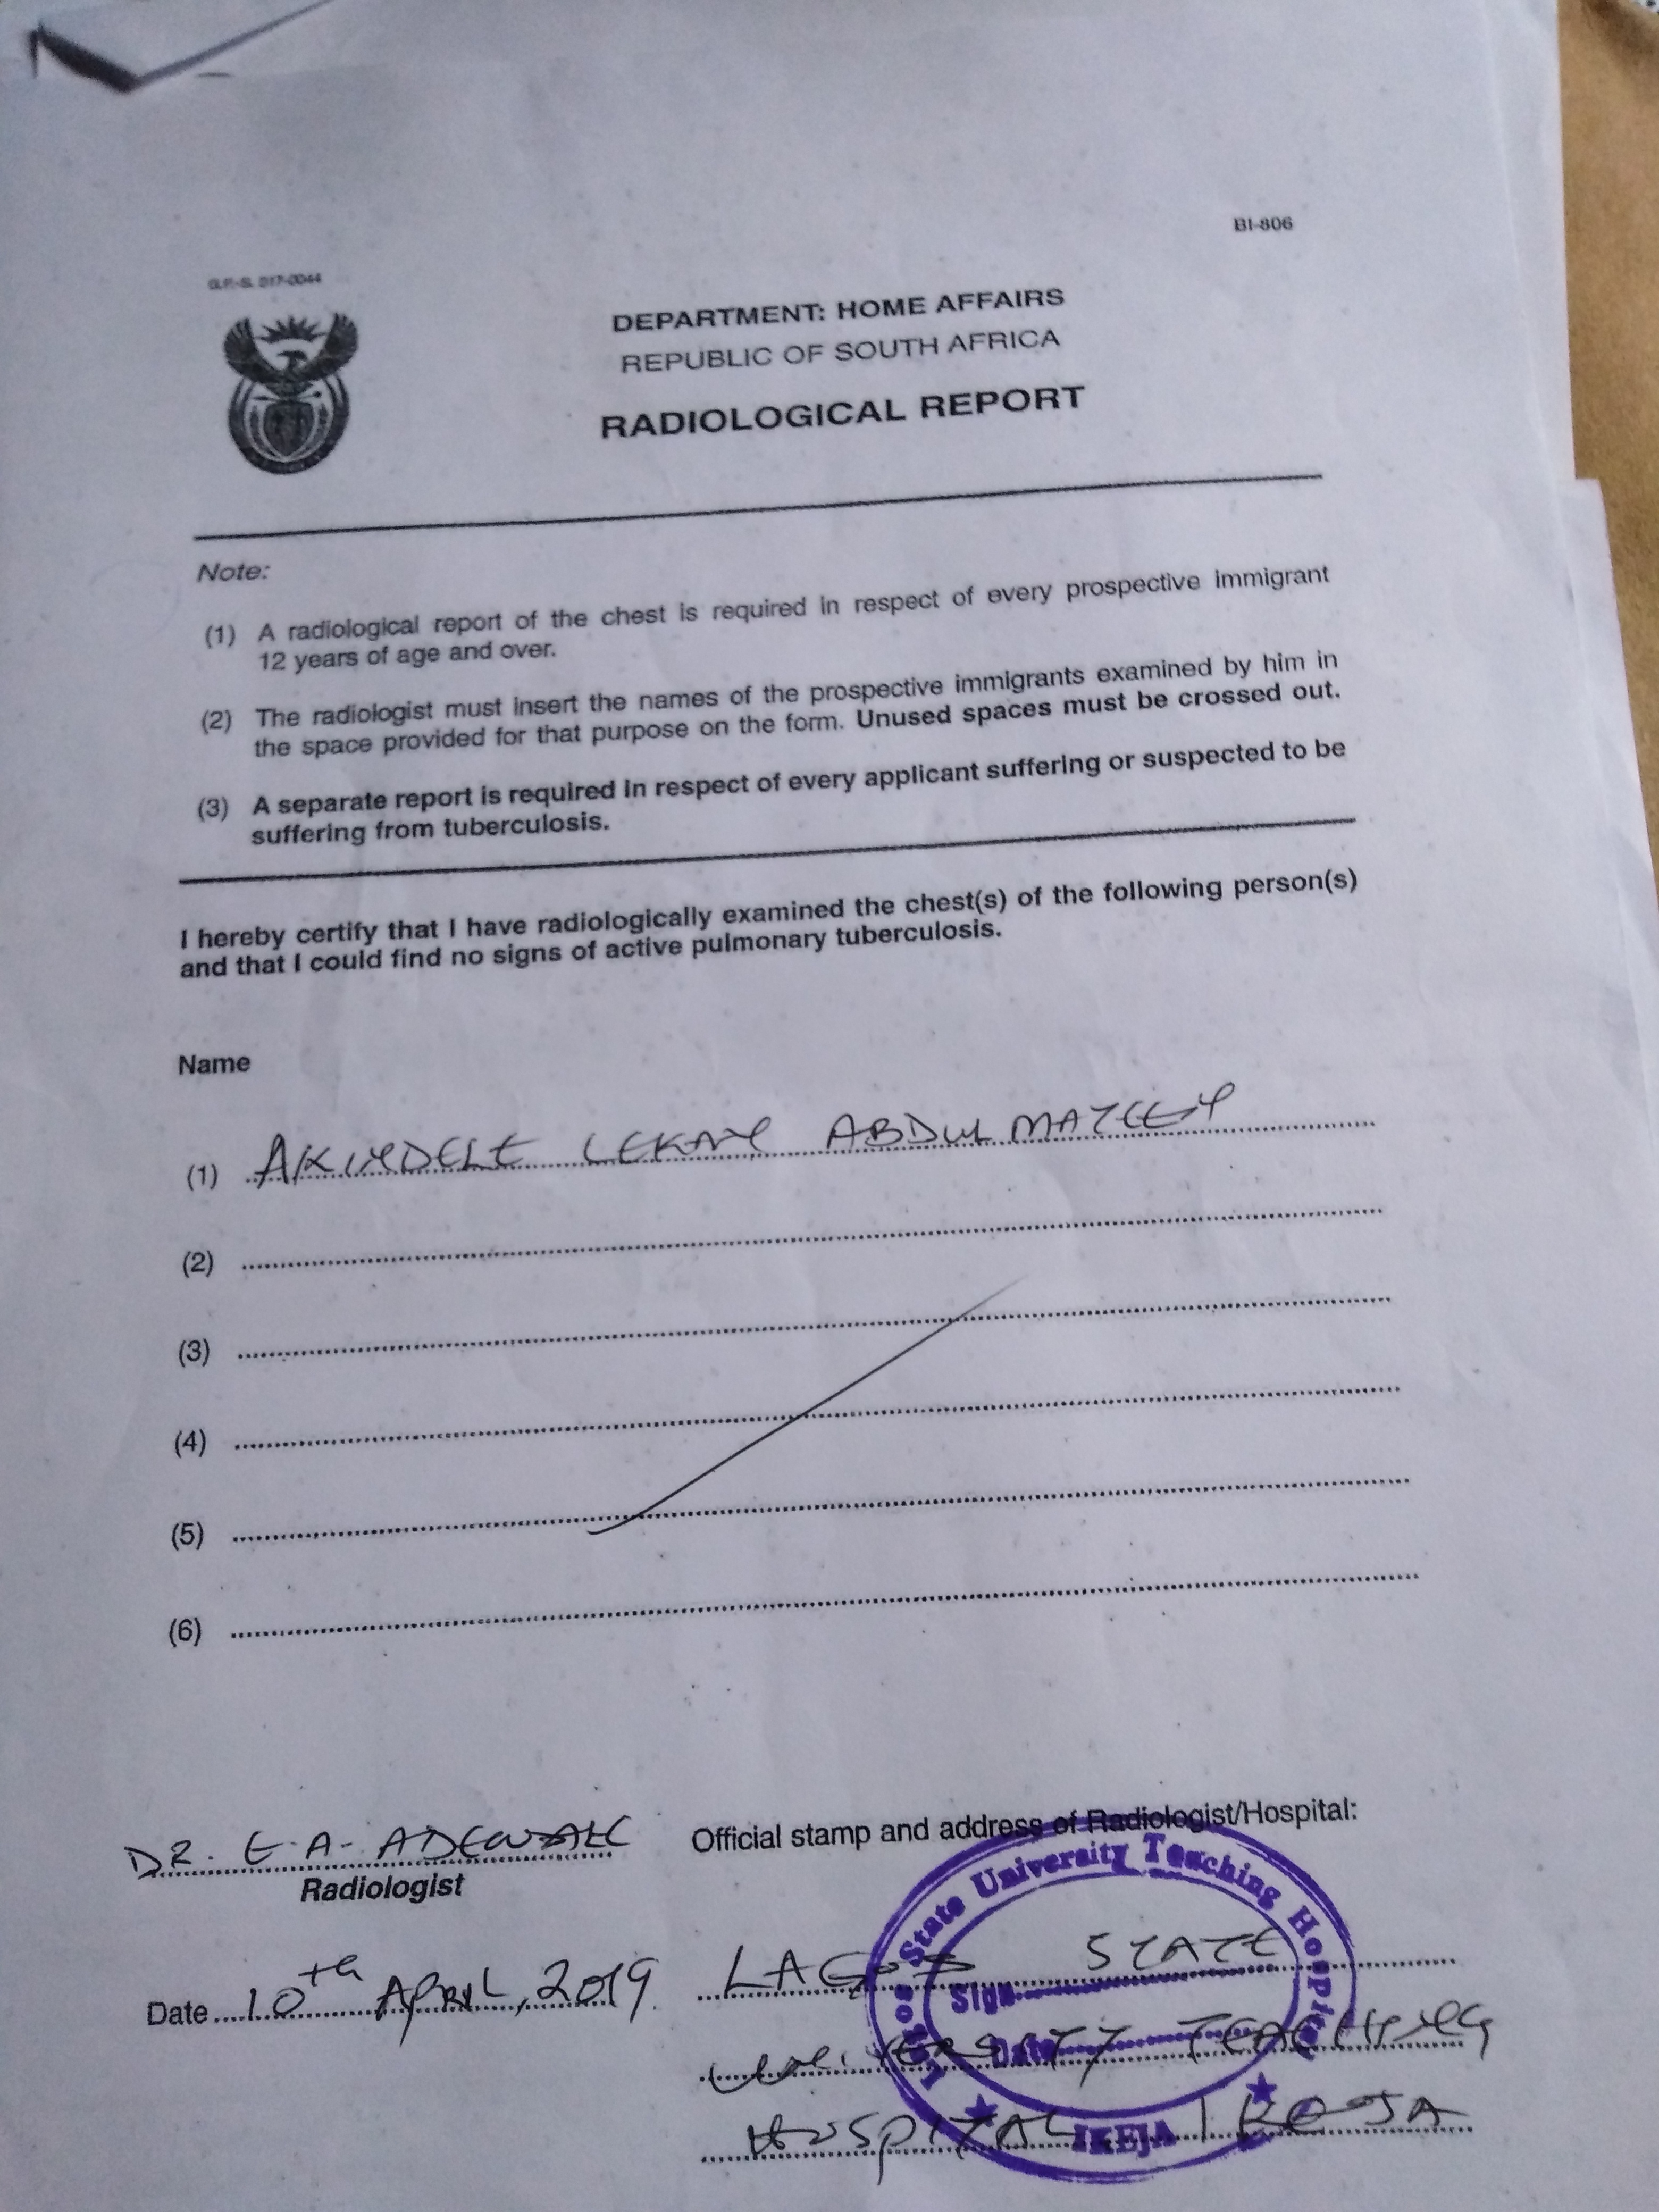 BI-806
G.P.-S. 017-0044
DEPARTMENT: HOME AFFAIRS
REPUBLIC OF SOUTH AFRICA
RADIOLOGICAL REPORT
Note:
(1) A radiological report of the chest is required in respect of every prospective immigrant
12 years of age and over.
(2) The radiologist must insert the names of the prospective immigrants examined by him in
the space provided for that purpose on the form. Unused spaces must be crossed out.
(3) A separate report is required in respect of every applicant suffering or suspected to be
suffering from tuberculosis.
I hereby certify that I have radiologically examined the chest(s) of the following person(s)
and that I could find no signs of active pulmonary tuberculosis.
Name
(1) AKINDELE LEKAN ABDUL MATEEN
(2)
(3)
(4)
(5)
(6)
DR. E. A. ADEWALE
Radiologist
Official stamp and address of Radiologist/Hospital:
Date 10th APRIL, 2019.
LAGOS STATE
UNIVERSITY TEACHING
HOSPITAL IKEJA
Lagos State University Teaching Hospital
Sign
Date
IKEJA